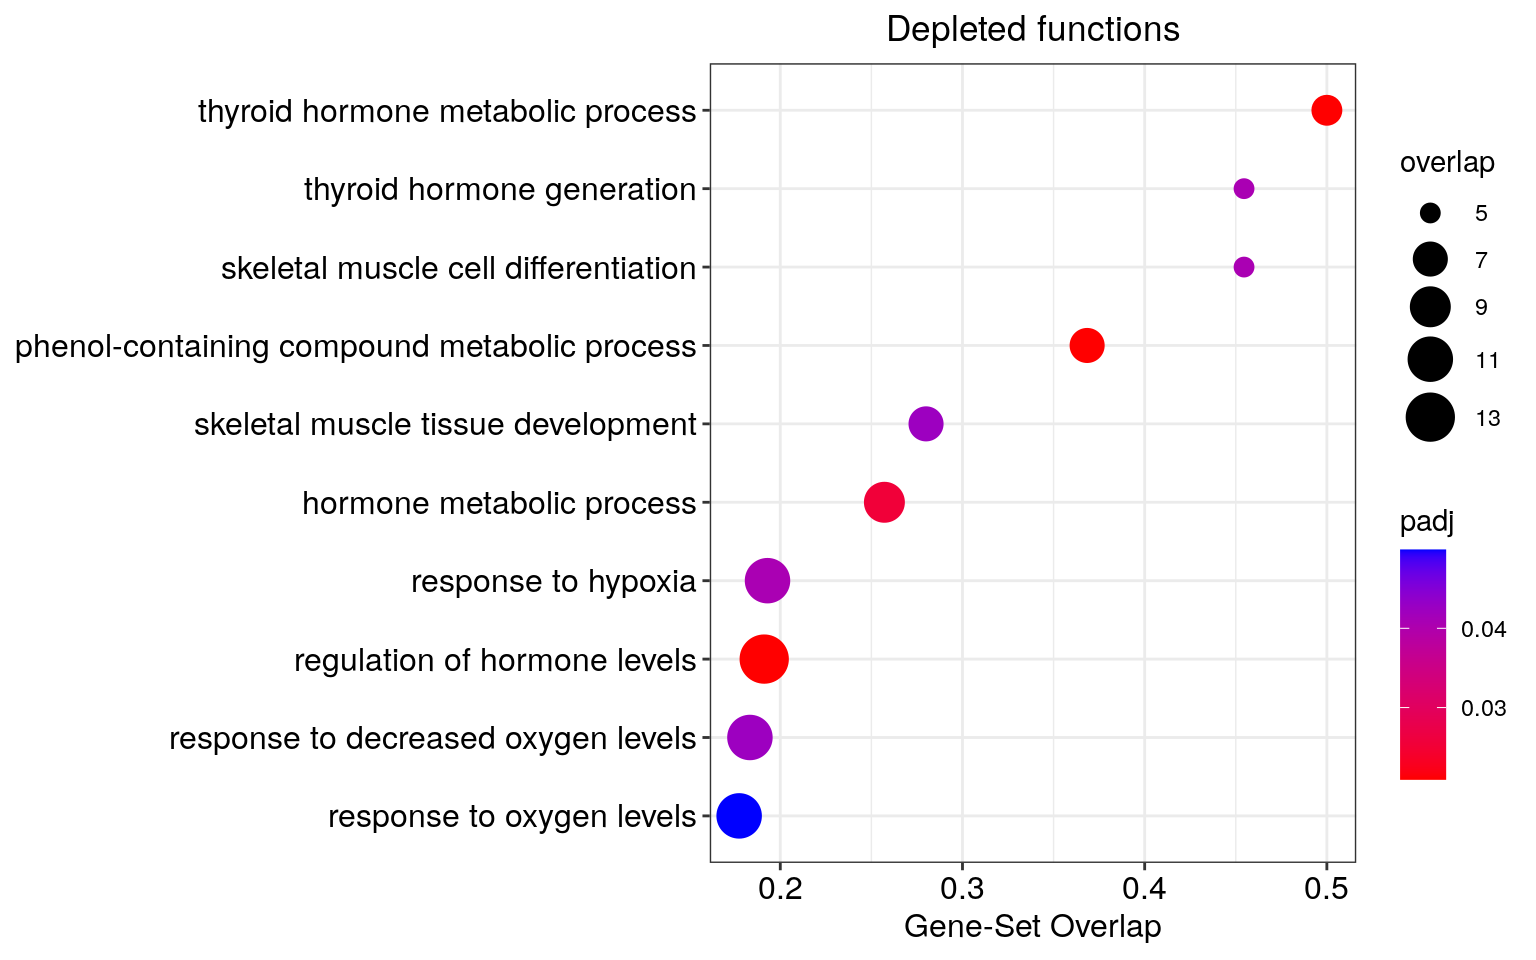 Depleted functions
thyroid hormone metabolic process
thyroid hormone generation
skeletal muscle cell differentiation
phenol-containing compound metabolic process
skeletal muscle tissue development
hormone metabolic process
response to hypoxia
regulation of hormone levels
response to decreased oxygen levels
response to oxygen levels
0.2 0.3 0.4 0.5
Gene-Set Overlap
overlap
5
7
9
11
13
padj
0.04
0.03